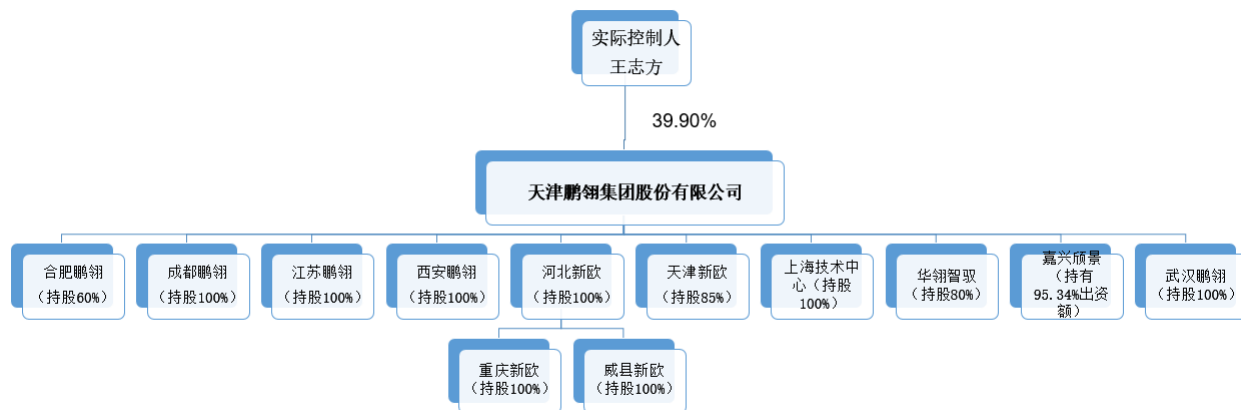 实际控制人
王志方
39.90%
天津鹏翎集团股份有限公司
合肥鹏翎
（持股60%）
成都鹏翎
（持股100%）
江苏鹏翎
（持股100%）
西安鹏翎
（持股100%）
河北新欧
（持股100%）
天津新欧
（持股85%）
上海技术中
心（持股
100%）
华翎智驭
（持股80%）
嘉兴颀景
（持有
95.34%出资
额）
武汉鹏翎
（持股100%）
重庆新欧
（持股100%）
威县新欧
（持股100%）